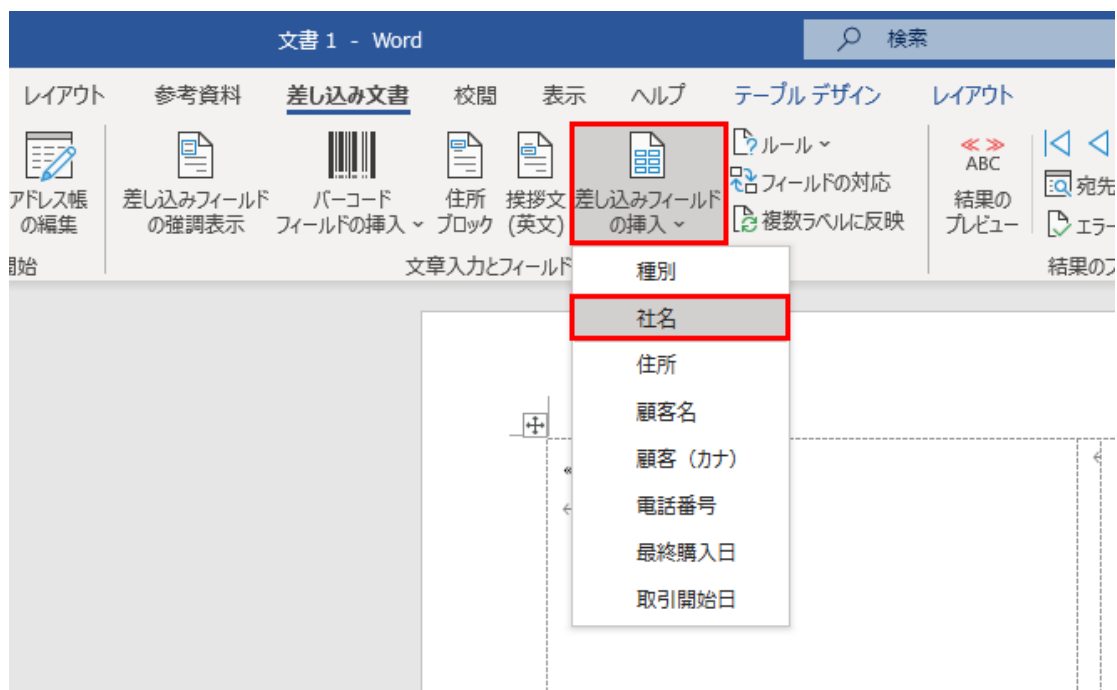 文書 1 - Word
検索
レイアウト 参考資料 差し込み文書 校閲 表示 ヘルプ テーブル デザイン レイアウト
アドレス帳
の編集
差し込みフィールド
の強調表示
バーコード
フィールドの挿入
住所
ブロック
挨拶文
(英文)
差し込みフィールド
の挿入
ルール
フィールドの対応
複数ラベルに反映
ABC
結果の
プレビュー
宛先
エラー
開始
文章入力とフィールド
結果のプ
種別
社名
住所
顧客名
顧客（カナ）
電話番号
最終購入日
取引開始日
«